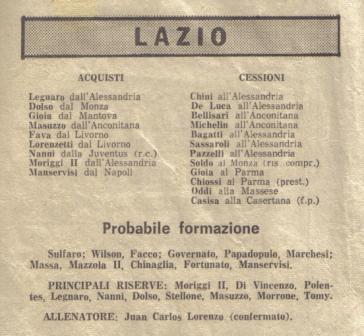 LAZIO
ACQUISTI
Legnaro dall'Alessandria
Dolso dal Monza
Gioia dal Mantova
Masuzzo dall'Anconitana
Fava dal Livorno
Lorenzetti dal Livorno
Nanni dalla Juventus (r.c.)
Moriggi II dall'Alessandria
Manservisi dal Napoli
CESSIONI
Chini all'Alessandria
De Luca all'Alessandria
Bellisari all'Anconitana
Michelin all'Anconitana
Bagatti all'Alessandria
Sassaroli all'Alessandria
Pazzelli all'Alessandria
Soldo al Monza (ris. compr.)
Gioia al Parma
Chiossi al Parma (prest.)
Oddi alla Massese
Casisa alla Casertana (f.p.)
Probabile formazione
Sulfaro; Wilson, Facco; Governato, Papadopulo, Marchesi;
Massa, Mazzola II, Chinaglia, Fortunato, Manservisi.
PRINCIPALI RISERVE: Moriggi II, Di Vincenzo, Polen-
tes, Legnaro, Nanni, Dolso, Stellone, Masuzzo, Morrone, Tomy.
ALLENATORE: Juan Carlos Lorenzo (confermato).